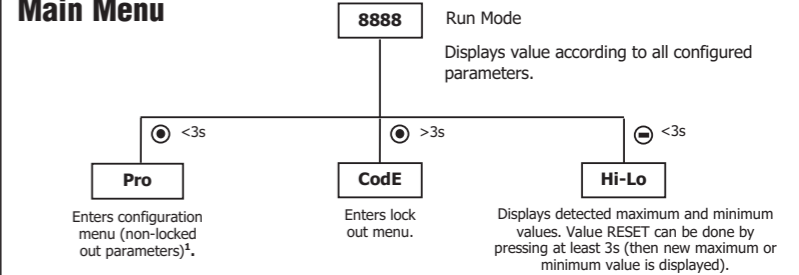 Main Menu
8888
Run Mode
Displays value according to all configured
parameters.
<3s
>3s
<3s
Pro
CodE
Hi-Lo
Enters configuration
menu (non-locked
out parameters)¹.
Enters lock
out menu.
Displays detected maximum and minimum
values. Value RESET can be done by
pressing at least 3s (then new maximum or
minimum value is displayed).